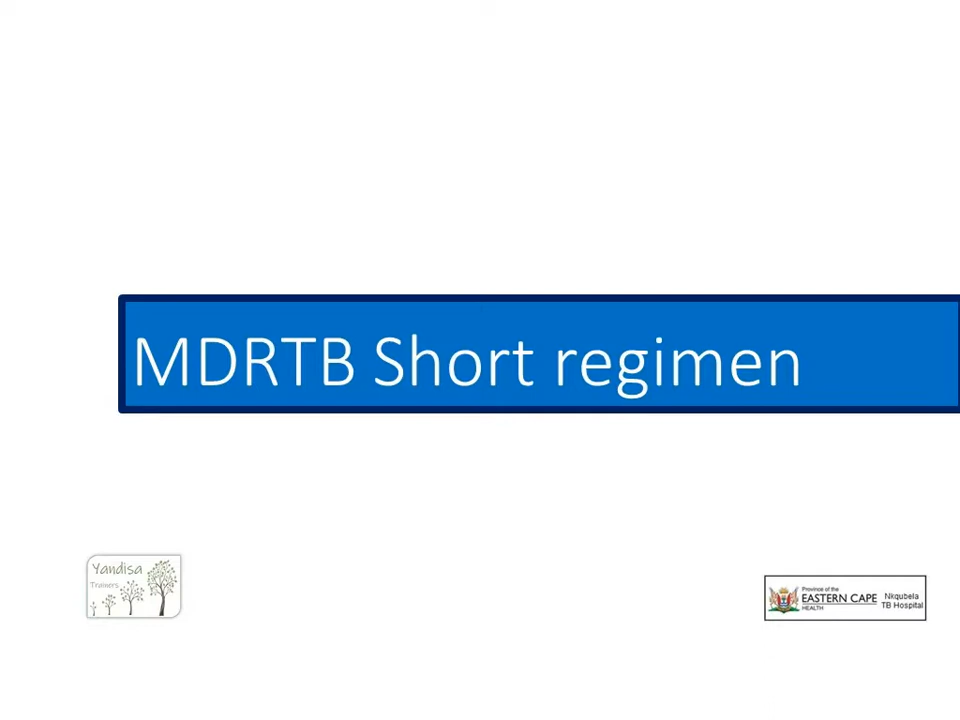 MDRTB Short regimen
Yandisa
Trainers
Province of the
EASTERN CAPE
HEALTH
Nkqubela
TB Hospital